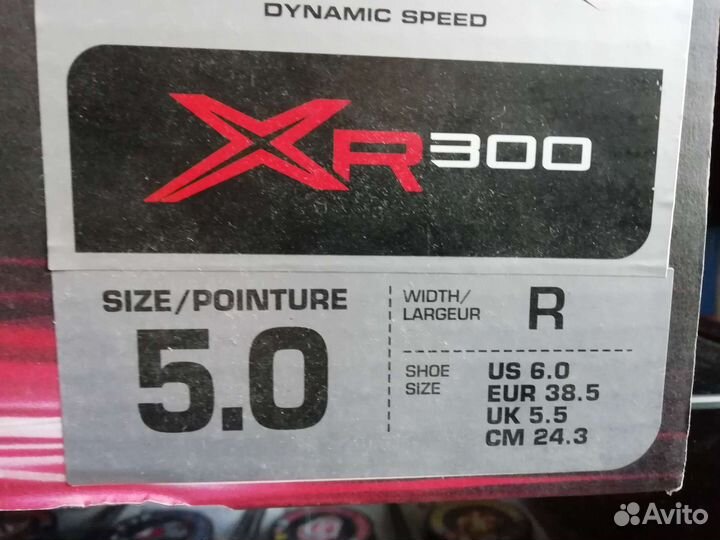 DYNAMIC SPEED
XR300
SIZE/POINTURE
5.0
WIDTH/
LARGEUR
R
SHOE
SIZE
US 6.0
EUR 38.5
UK 5.5
CM 24.3
Avito